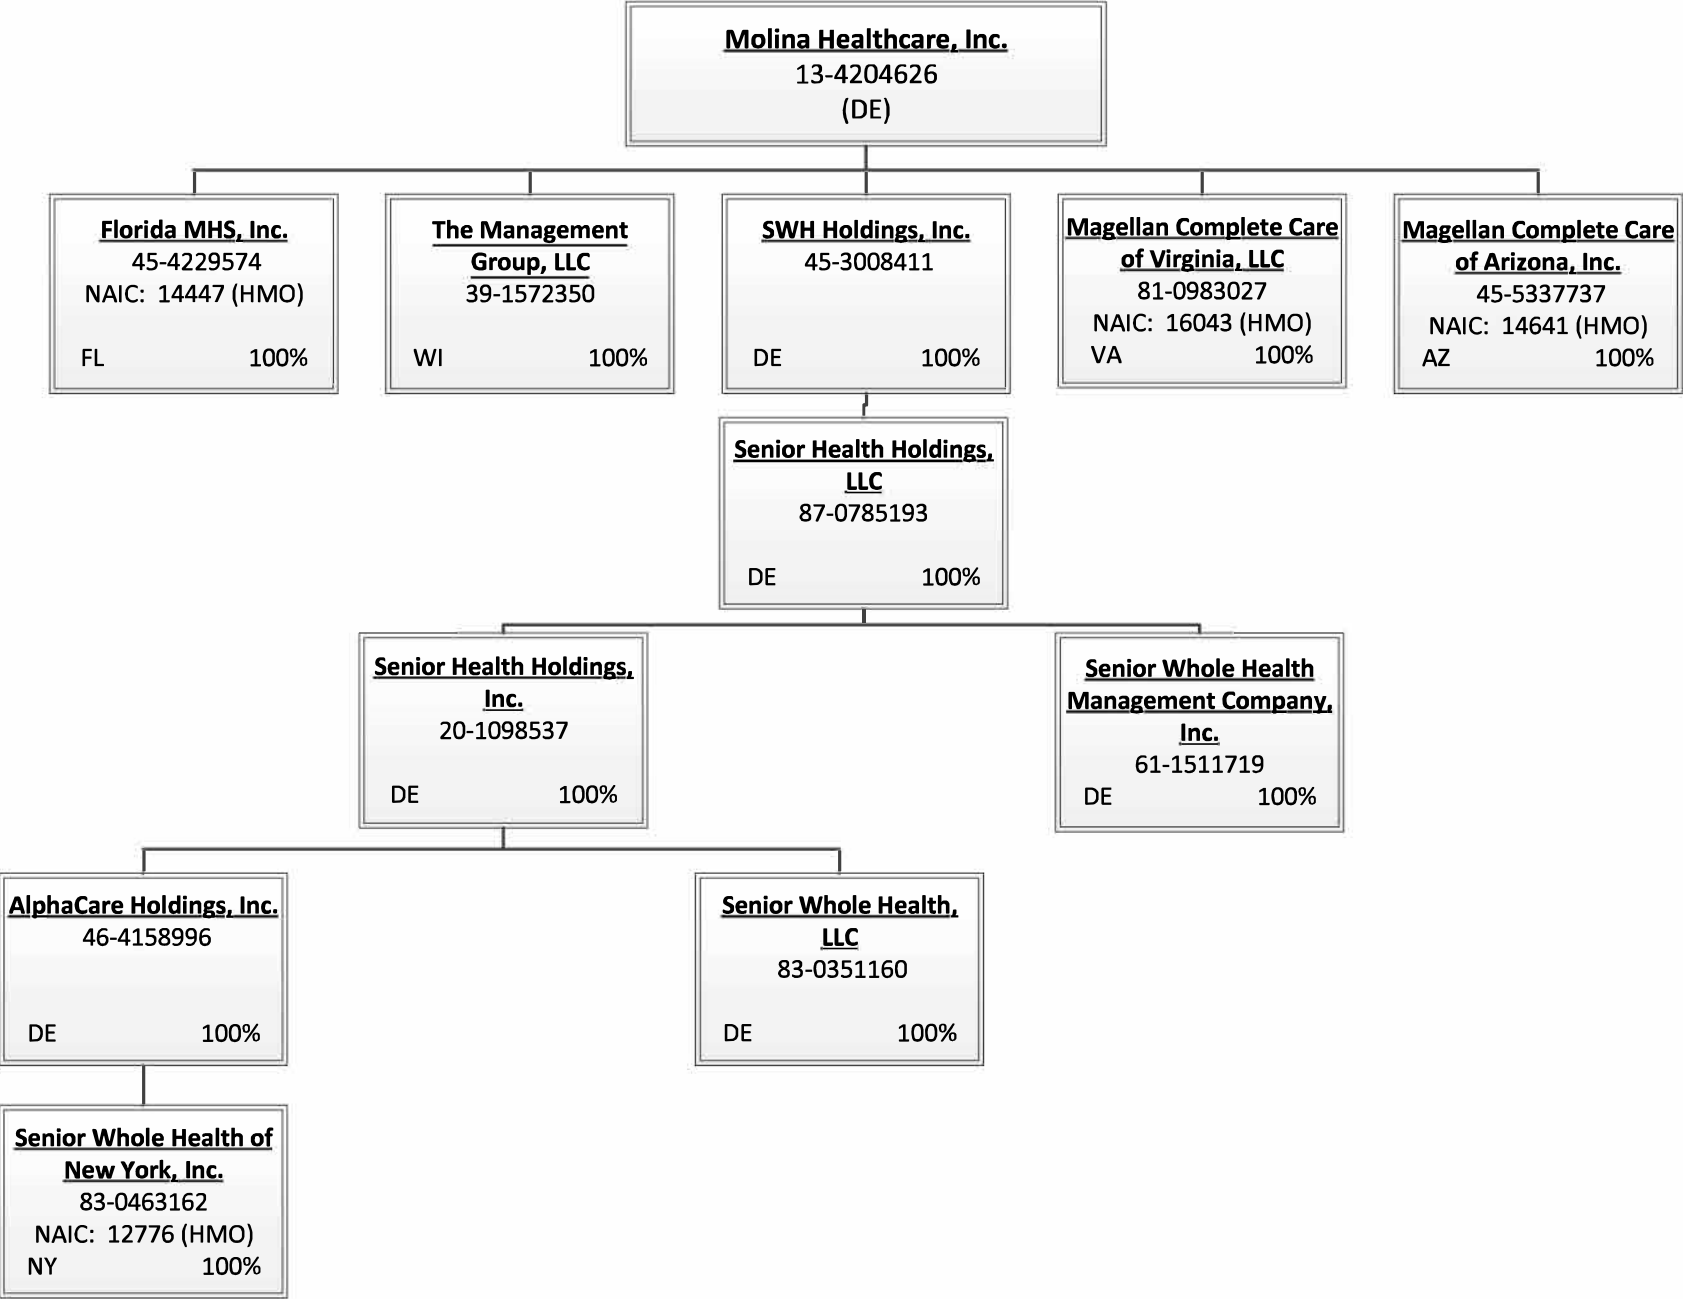 Molina Healthcare, Inc.
13-4204626
(DE)
Florida MHS, Inc.
45-4229574
NAIC: 14447 (HMO)
FL 100%
The Management
Group, LLC
39-1572350
WI 100%
SWH Holdings, Inc.
45-3008411
DE 100%
Magellan Complete Care
of Virginia, LLC
81-0983027
NAIC: 16043 (HMO)
VA 100%
Magellan Complete Care
of Arizona, Inc.
45-5337737
NAIC: 14641 (HMO)
AZ 100%
Senior Health Holdings,
LLC
87-0785193
DE 100%
Senior Health Holdings,
Inc.
20-1098537
DE 100%
Senior Whole Health
Management Company,
Inc.
61-1511719
DE 100%
AlphaCare Holdings, Inc.
46-4158996
DE 100%
Senior Whole Health,
LLC
83-0351160
DE 100%
Senior Whole Health of
New York, Inc.
83-0463162
NAIC: 12776 (HMO)
NY 100%